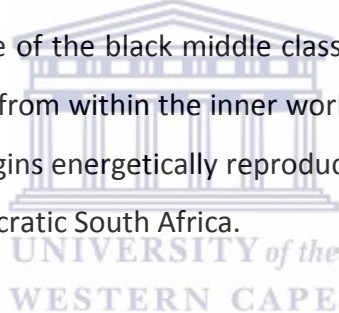 e of the black middle class
from within the inner work
gins energetically reproduc
cratic South Africa.
UNIVERSITY of the
WESTERN CAPE